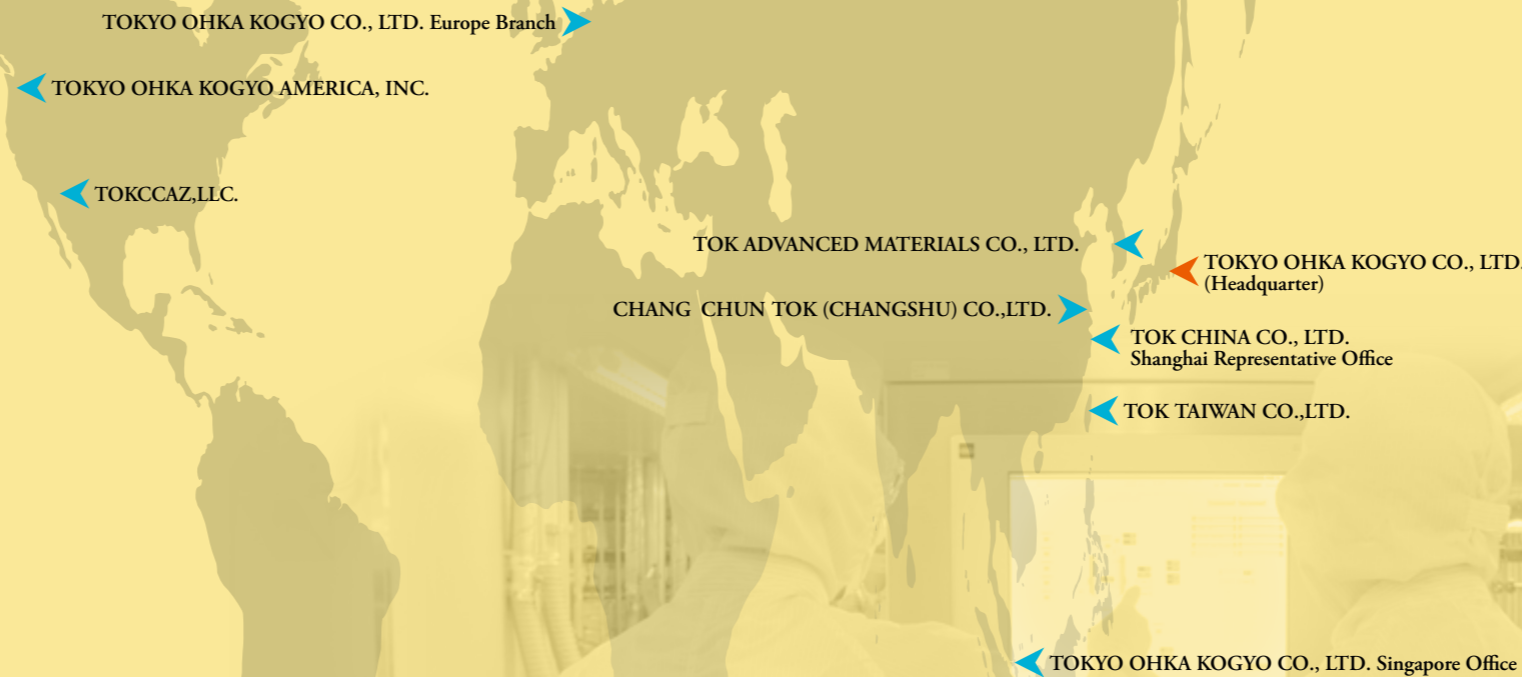 TOKYO OHKA KOGYO CO., LTD. Europe Branch
TOKYO OHKA KOGYO AMERICA, INC.
TOKCCAZ,LLC.
TOK ADVANCED MATERIALS CO., LTD.
TOKYO OHKA KOGYO CO., LTD.
(Headquarter)
CHANG CHUN TOK (CHANGSHU) CO.,LTD.
TOK CHINA CO., LTD.
Shanghai Representative Office
TOK TAIWAN CO.,LTD.
TOKYO OHKA KOGYO CO., LTD. Singapore Office